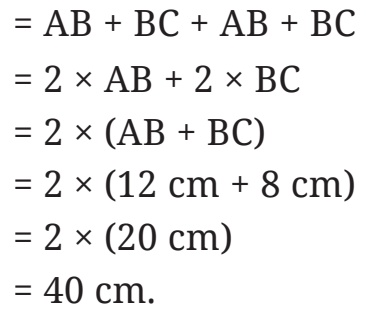 = AB + BC + AB + BC
= 2 × AB + 2 × BC
= 2 × (AB + BC)
= 2 × (12 cm + 8 cm)
= 2 × (20 cm)
= 40 cm.